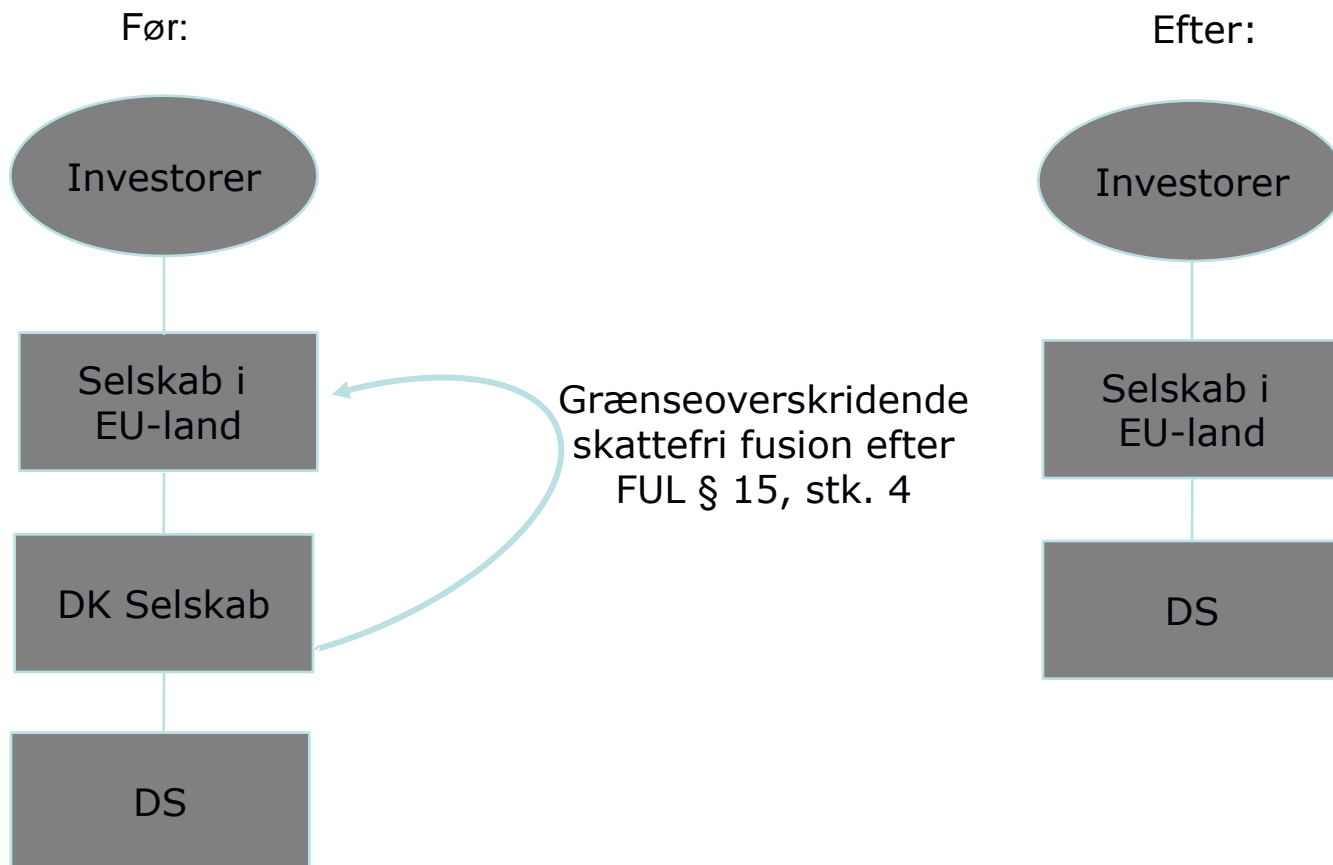 Før:
Efter:
Investorer
Selskab i
EU-land
DK Selskab
DS
Grænseoverskridende
skattefri fusion efter
FUL § 15, stk. 4
Investorer
Selskab i
EU-land
DS